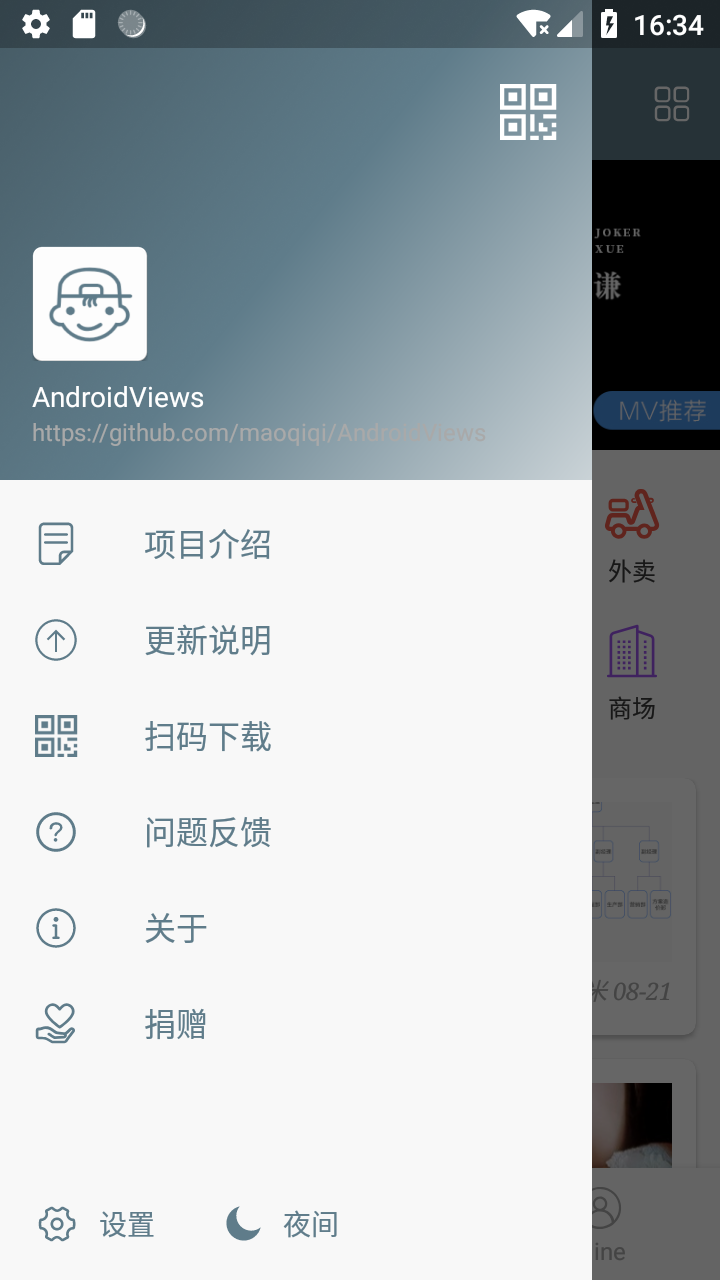 16:34
JOKER
XUE
谦
MV推荐
AndroidViews
https://github.com/maoqiqi/AndroidViews
项目介绍
外卖
更新说明
扫码下载
商场
问题反馈
关于
米 08-21
捐赠
设置
夜间
ine